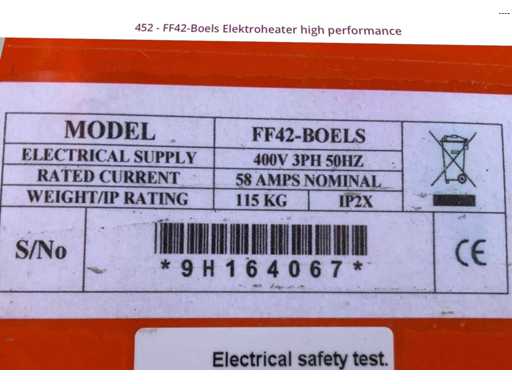 452 - FF42-Boels Elektroheater high performance
MODEL FF42-BOELS
ELECTRICAL SUPPLY 400V 3PH 50HZ
RATED CURRENT 58 AMPS NOMINAL
WEIGHT/IP RATING 115 KG IP2X
S/No *9H164067*
CE
Electrical safety test.